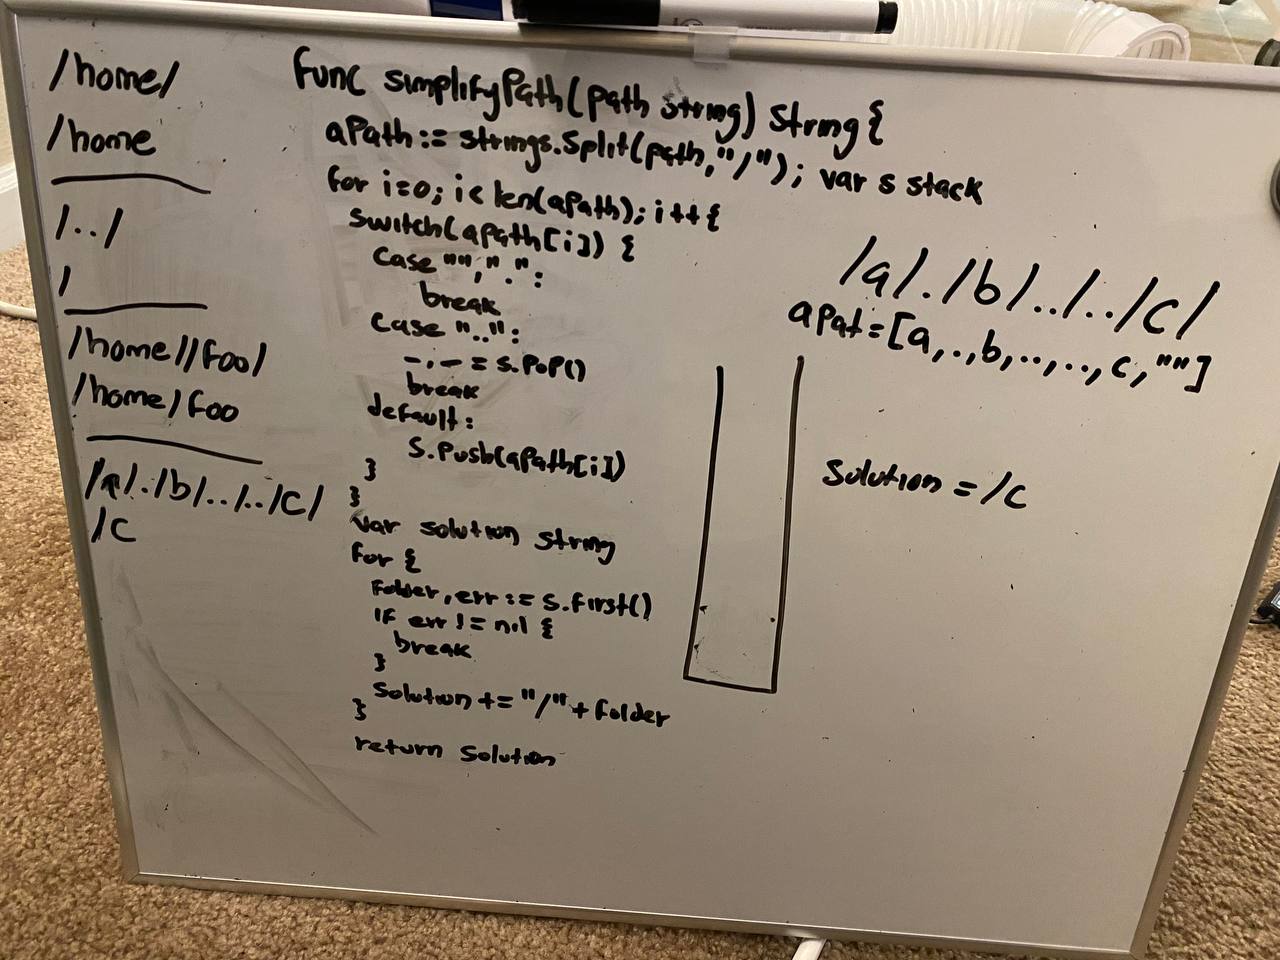 /home/
/home
/../
/
/home//foo/
/home/foo
/a/./b/../../c/
/c
func simplifyPath(path string) string {
aPath := strings.Split(path,"/"); var s stack
for i=0; i < len(aPath); i++ {
switch(aPath[i]) {
case "",".":
break
case "..":
_,_ = s.Pop()
break
default:
s.Push(aPath[i])
}
}
var solution string
for {
folder, err := s.First()
if err != nil {
break
}
solution += "/" + folder
}
return solution
/a/./b/../../c/
aPat=[a,.,b,..,..,c,""]
solution = /c